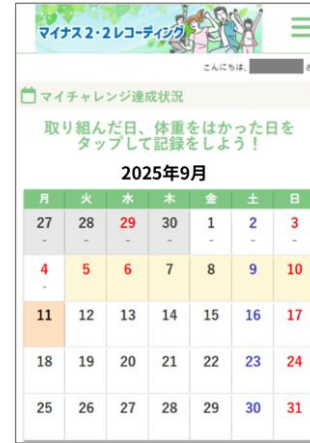 マイナス2・2レコーディング
こんにちは、
マイチャレンジ達成状況
取り組んだ日、体重をはかった日を
タップして記録をしよう！
2025年9月
月 火 水 木 金 土 日
27 28 29 30 1 2 3
- - - - - - -
4 5 6 7 8 9 10
-
11 12 13 14 15 16 17
18 19 20 21 22 23 24
25 26 27 28 29 30 31